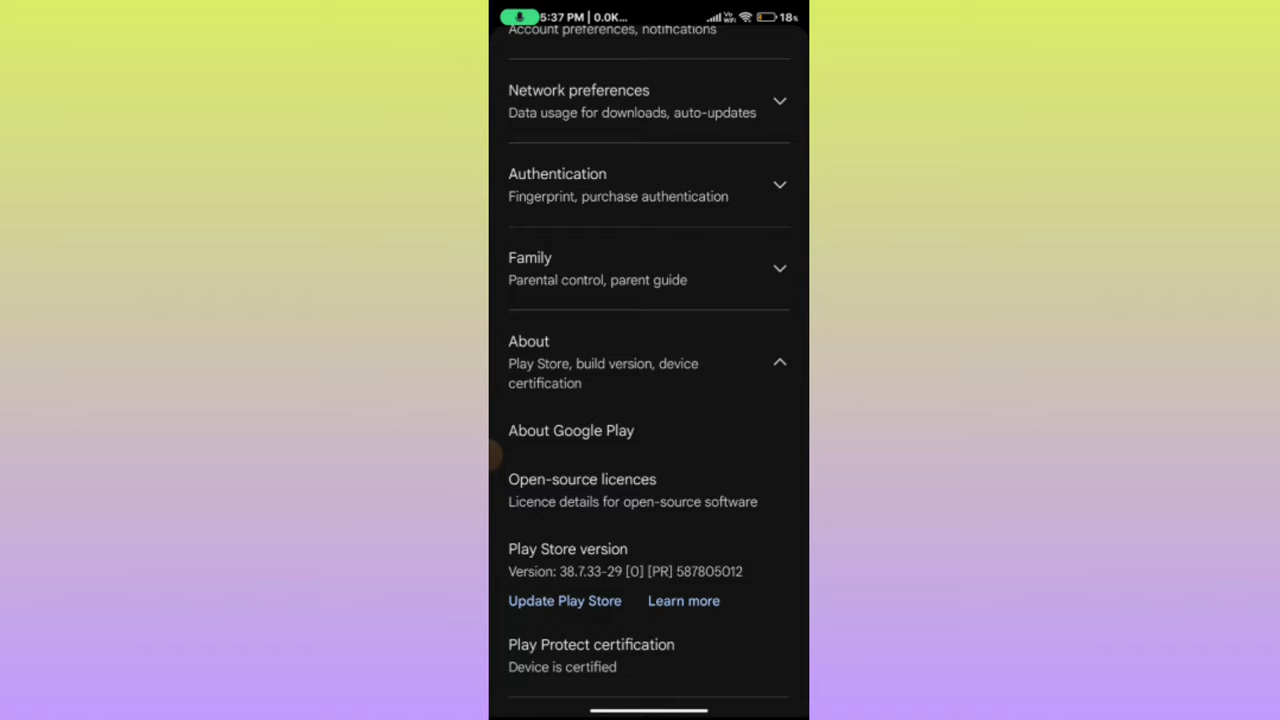 5:37 PM | 0.0K... Vo WiFi 18%
Account preferences, notifications
Network preferences
Data usage for downloads, auto-updates
Authentication
Fingerprint, purchase authentication
Family
Parental control, parent guide
About
Play Store, build version, device
certification
About Google Play
Open-source licences
Licence details for open-source software
Play Store version
Version: 38.7.33-29 [0] [PR] 587805012
Update Play Store Learn more
Play Protect certification
Device is certified